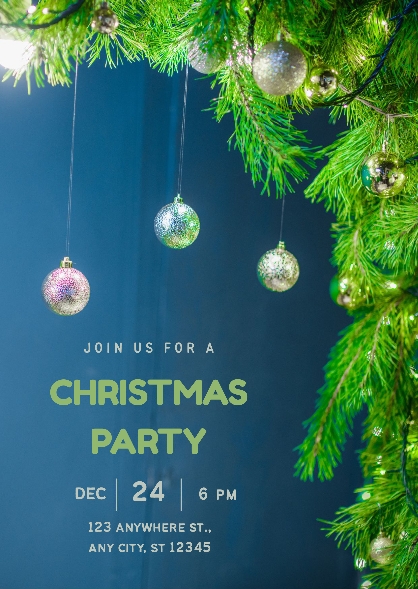 JOIN US FOR A
CHRISTMAS
PARTY
DEC 24 6 PM
123 ANYWHERE ST.,
ANY CITY, ST 12345